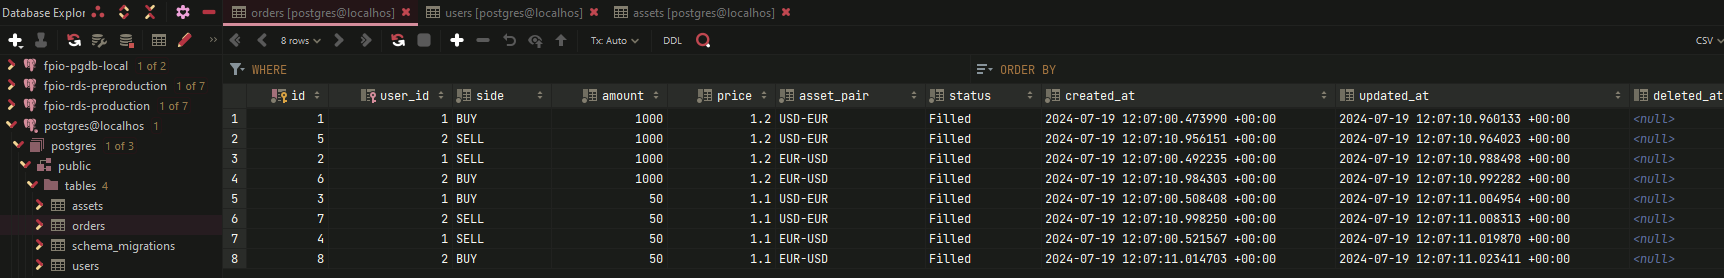 Database Explor
orders [postgres@localhos] users [postgres@localhos] assets [postgres@localhos]
8 rows Tx: Auto DDL CSV
WHERE ORDER BY
fpio-pgdb-local 1 of 2
fpio-rds-preproduction 1 of 7
fpio-rds-production 1 of 7
postgres@localhos 1
postgres 1 of 3
public
tables 4
assets
orders
schema_migrations
users
id user_id side amount price asset_pair status created_at updated_at deleted_at
1 1 1 BUY 1000 1.2 USD-EUR Filled 2024-07-19 12:07:00.473990 +00:00 2024-07-19 12:07:10.960133 +00:00 <null>
2 5 2 SELL 1000 1.2 USD-EUR Filled 2024-07-19 12:07:10.956151 +00:00 2024-07-19 12:07:10.964023 +00:00 <null>
3 2 1 SELL 1000 1.2 EUR-USD Filled 2024-07-19 12:07:00.492235 +00:00 2024-07-19 12:07:10.988498 +00:00 <null>
4 6 2 BUY 1000 1.2 EUR-USD Filled 2024-07-19 12:07:10.984303 +00:00 2024-07-19 12:07:10.992282 +00:00 <null>
5 3 1 BUY 50 1.1 USD-EUR Filled 2024-07-19 12:07:00.508408 +00:00 2024-07-19 12:07:11.004954 +00:00 <null>
6 7 2 SELL 50 1.1 USD-EUR Filled 2024-07-19 12:07:10.998250 +00:00 2024-07-19 12:07:11.008313 +00:00 <null>
7 4 1 SELL 50 1.1 EUR-USD Filled 2024-07-19 12:07:00.521567 +00:00 2024-07-19 12:07:11.019870 +00:00 <null>
8 8 2 BUY 50 1.1 EUR-USD Filled 2024-07-19 12:07:11.014703 +00:00 2024-07-19 12:07:11.023411 +00:00 <null>